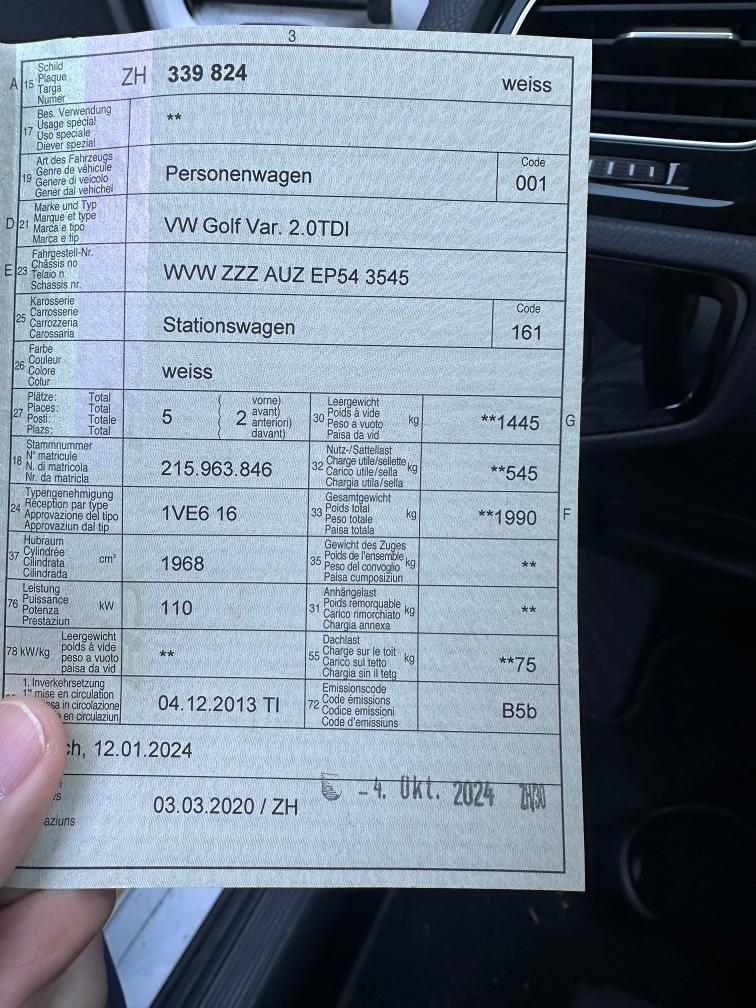 3
A 15 Schild ZH 339 824 weiss
Plaque
Targa
Numer
17 Bes. Verwendung **
Usage spécial
Uso speciale
Diever spezial
19 Art des Fahrzeugs Personenwagen Code
Genre de véhicule 001
Genere di veicolo
Gener dal vehichel
D 21 Marke und Typ VW Golf Var. 2.0TDI
Marque et type
Marca e tipo
Marca e tip
E 23 Fahrgestell-Nr. WVW ZZZ AUZ EP54 3545
Châssis no
Telaio n.
Schassis nr.
25 Karosserie Stationswagen Code
Carrosserie 161
Carrozzeria
Carossaria
26 Farbe weiss
Couleur
Colore
Colur
27 Plätze: Total 5 ( 2 vorne)
Places: Total avant)
Posti: Totale anteriori)
Plazs: Total davant)
30 Leergewicht kg **1445 G
Poids à vide
Peso a vuoto
Paisa da vid
18 Stammnummer 215.963.846
N° matricule
N. di matricola
Nr. da matricla
32 Nutz-/Sattellast kg **545
Charge utile/sellette
Carico utile/sella
Chargia utila/sella
24 Typengenehmigung 1VE6 16
Réception par type
Approvazione del tipo
Approvaziun dal tip
33 Gesamtgewicht kg **1990 F
Poids total
Peso totale
Paisa totala
37 Hubraum cm³ 1968
Cylindrée
Cilindrata
Cilindrada
35 Gewicht des Zuges kg **
Poids de l'ensemble
Peso del convoglio
Paisa cumposiziun
76 Leistung kW 110
Puissance
Potenza
Prestaziun
31 Anhängelast kg **
Poids remorquable
Carico rimorchiato
Chargia annexa
78 kW/kg Leergewicht **
poids à vide
peso a vuoto
paisa da vid
55 Dachlast kg **75
Charge sur le toit
Carico sul tetto
Chargia sin il tetg
1. Inverkehrsetzung 04.12.2013 TI
1re mise en circulation
sa in circolazione
en circulaziun
72 Emissionscode B5b
Code émissions
Codice emissioni
Code d'emissiuns
ch, 12.01.2024
03.03.2020 / ZH - 4. Okt. 2024
aziuns